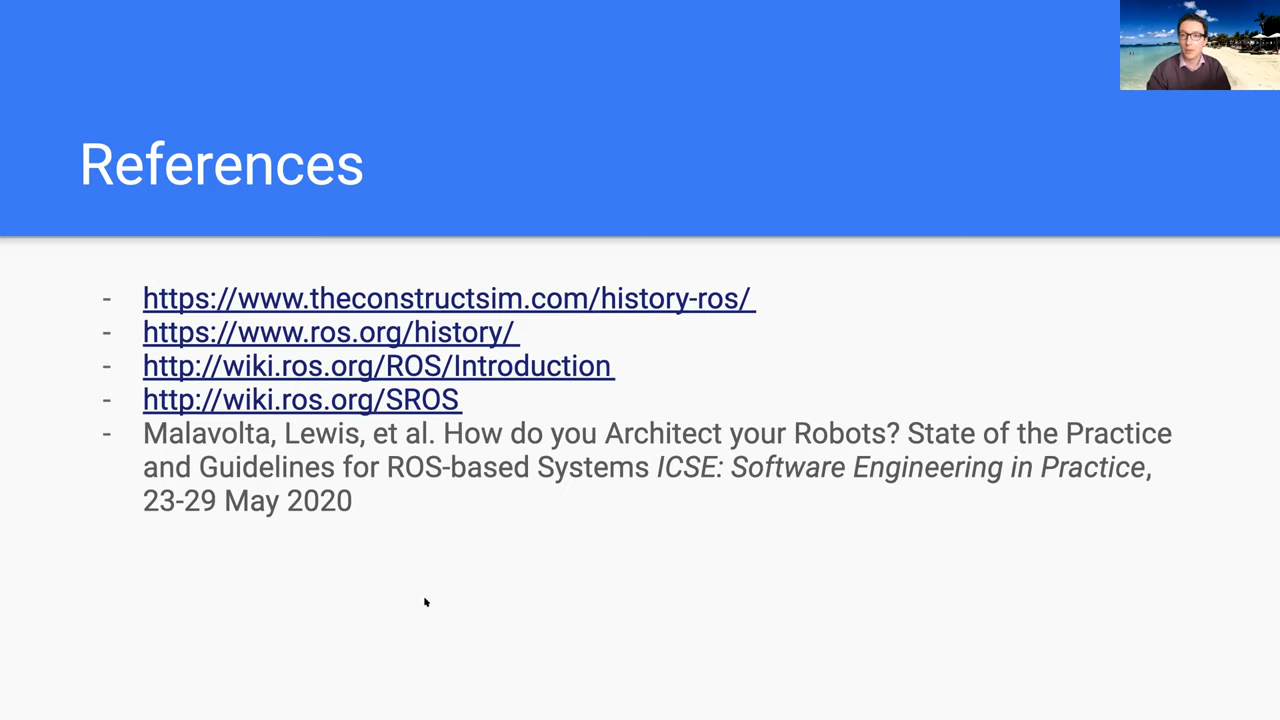 References
- https://www.theconstructsim.com/history-ros/
- https://www.ros.org/history/
- http://wiki.ros.org/ROS/Introduction
- http://wiki.ros.org/SROS
- Malavolta, Lewis, et al. How do you Architect your Robots? State of the Practice
and Guidelines for ROS-based Systems ICSE: Software Engineering in Practice,
23-29 May 2020